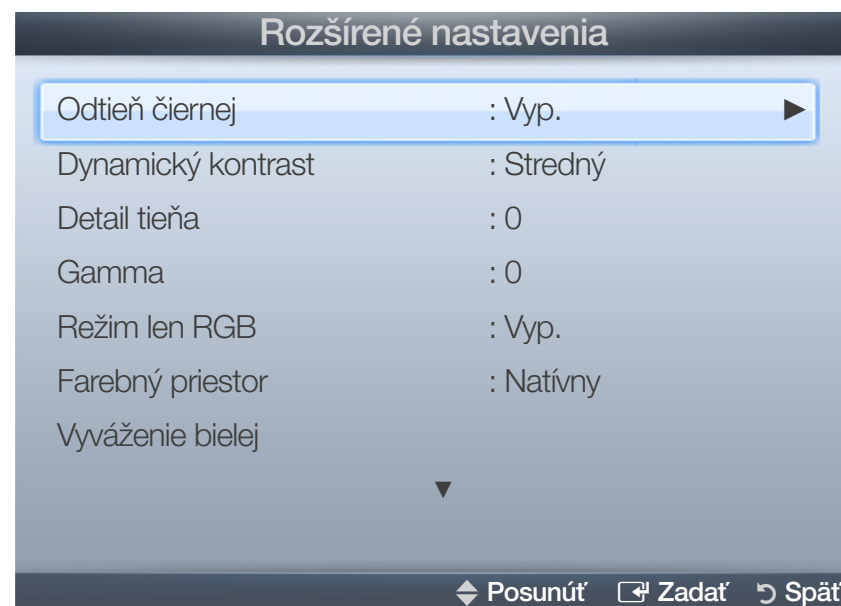 Rozšírené nastavenia
Odtieň čiernej : Vyp. ►
Dynamický kontrast : Stredný
Detail tieňa : 0
Gamma : 0
Režim len RGB : Vyp.
Farebný priestor : Natívny
Vyváženie bielej
▼
Posunúť Zadať Späť